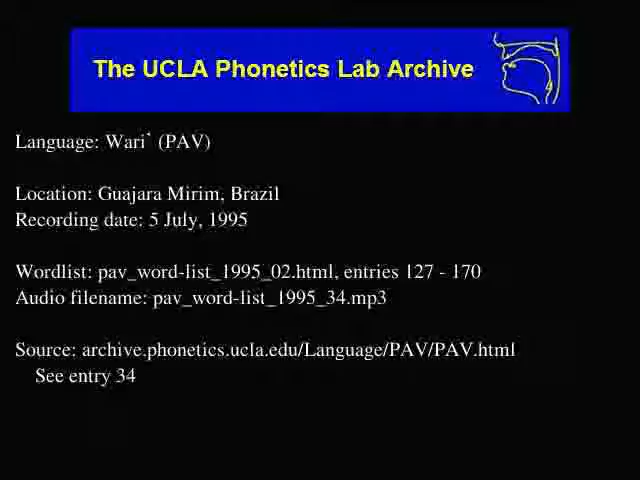 The UCLA Phonetics Lab Archive
Language: Wari` (PAV)
Location: Guajara Mirim, Brazil
Recording date: 5 July, 1995
Wordlist: pav_word-list_1995_02.html, entries 127 - 170
Audio filename: pav_word-list_1995_34.mp3
Source: archive.phonetics.ucla.edu/Language/PAV/PAV.html
See entry 34